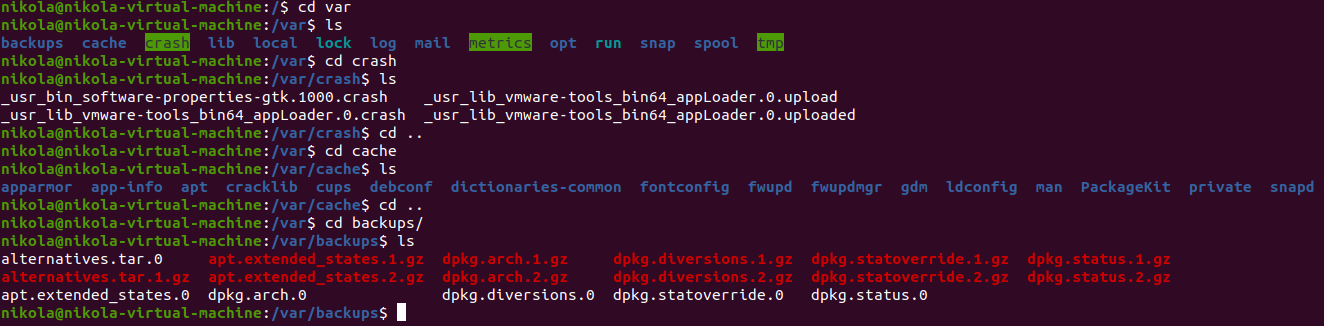 nikola@nikola-virtual-machine:/$ cd var
nikola@nikola-virtual-machine:/var$ ls
backups  cache  crash  lib  local  lock  log  mail  metrics  opt  run  snap  spool  tmp
nikola@nikola-virtual-machine:/var$ cd crash
nikola@nikola-virtual-machine:/var/crash$ ls
_usr_bin_software-properties-gtk.1000.crash    _usr_lib_vmware-tools_bin64_appLoader.0.upload
_usr_lib_vmware-tools_bin64_appLoader.0.crash  _usr_lib_vmware-tools_bin64_appLoader.0.uploaded
nikola@nikola-virtual-machine:/var/crash$ cd ..
nikola@nikola-virtual-machine:/var$ cd cache
nikola@nikola-virtual-machine:/var/cache$ ls
apparmor  app-info  apt  cracklib  cups  debconf  dictionaries-common  fontconfig  fwupd  fwupdmgr  gdm  ldconfig  man  PackageKit  private  snapd
nikola@nikola-virtual-machine:/var/cache$ cd ..
nikola@nikola-virtual-machine:/var$ cd backups/
nikola@nikola-virtual-machine:/var/backups$ ls
alternatives.tar.0     apt.extended_states.1.gz  dpkg.arch.1.gz     dpkg.diversions.1.gz  dpkg.statoverride.1.gz  dpkg.status.1.gz
alternatives.tar.1.gz  apt.extended_states.2.gz  dpkg.arch.2.gz     dpkg.diversions.2.gz  dpkg.statoverride.2.gz  dpkg.status.2.gz
apt.extended_states.0  dpkg.arch.0               dpkg.diversions.0  dpkg.statoverride.0   dpkg.status.0
nikola@nikola-virtual-machine:/var/backups$